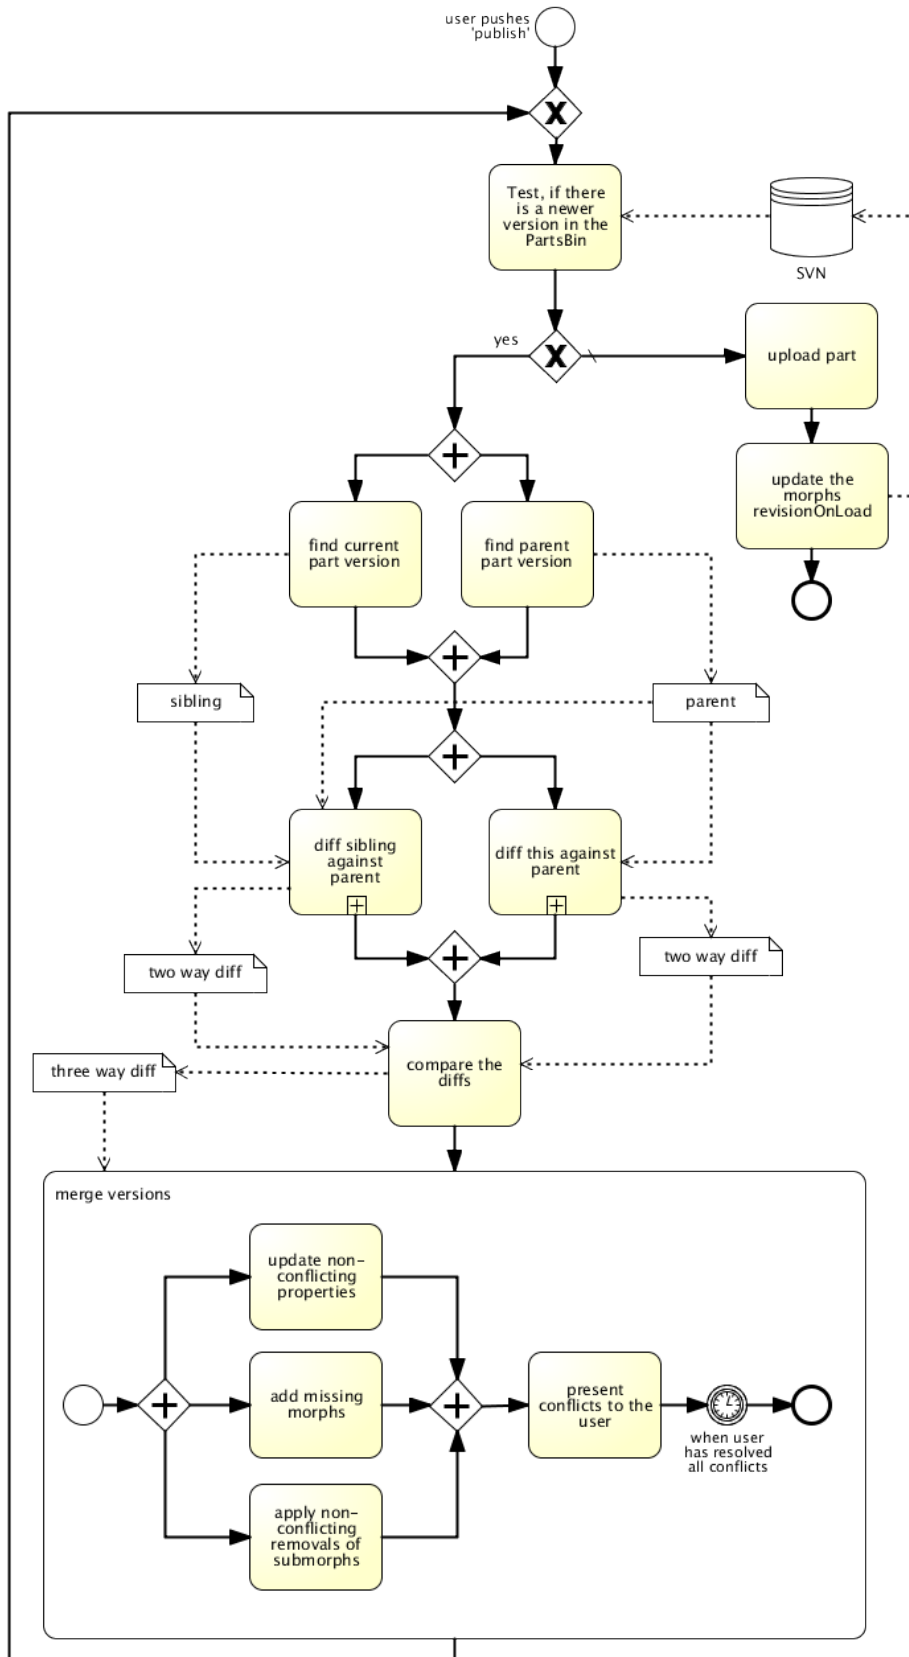 user pushes
'publish'
Test, if there
is a newer
version in the
PartsBin
SVN
yes
upload part
update the
morphs
revisionOnLoad
find current
part version
find parent
part version
sibling
parent
diff sibling
against
parent
diff this against
parent
two way diff
two way diff
compare the
diffs
three way diff
merge versions
update non-
conflicting
properties
add missing
morphs
apply non-
conflicting
removals of
submorphs
present
conflicts to the
user
when user
has resolved
all conflicts